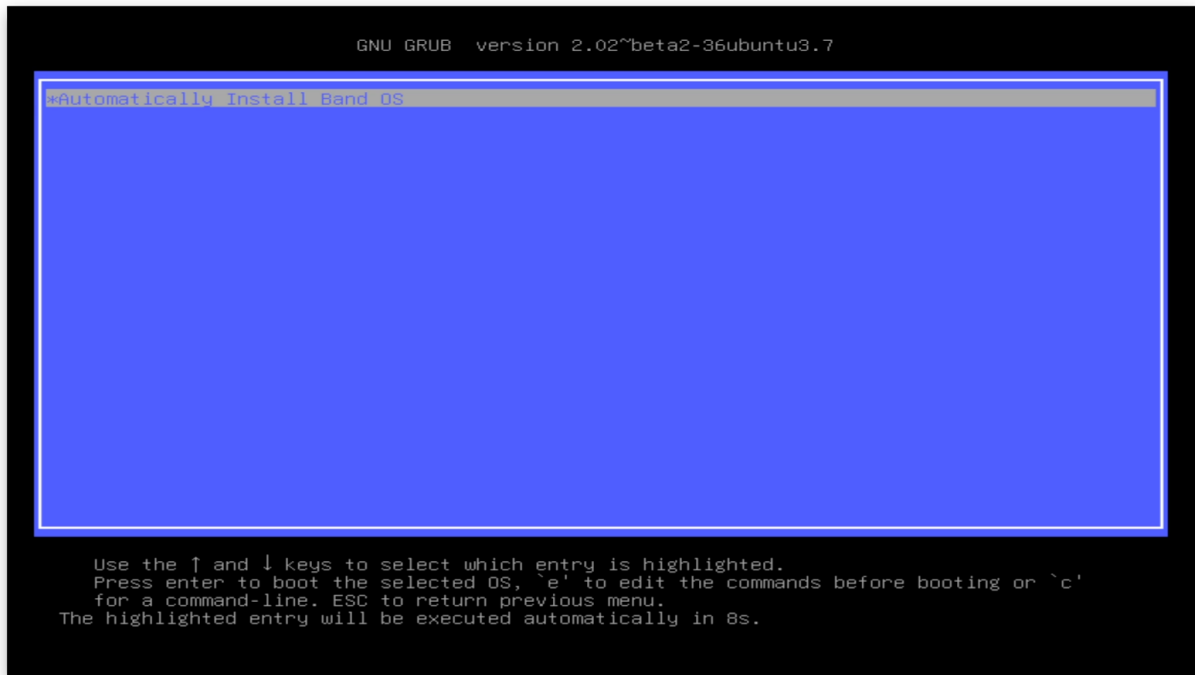 GNU GRUB  version 2.02~beta2-36ubuntu3.7
*Automatically Install Band OS
Use the ↑ and ↓ keys to select which entry is highlighted.
Press enter to boot the selected OS, `e' to edit the commands before booting or `c'
for a command-line. ESC to return previous menu.
The highlighted entry will be executed automatically in 8s.